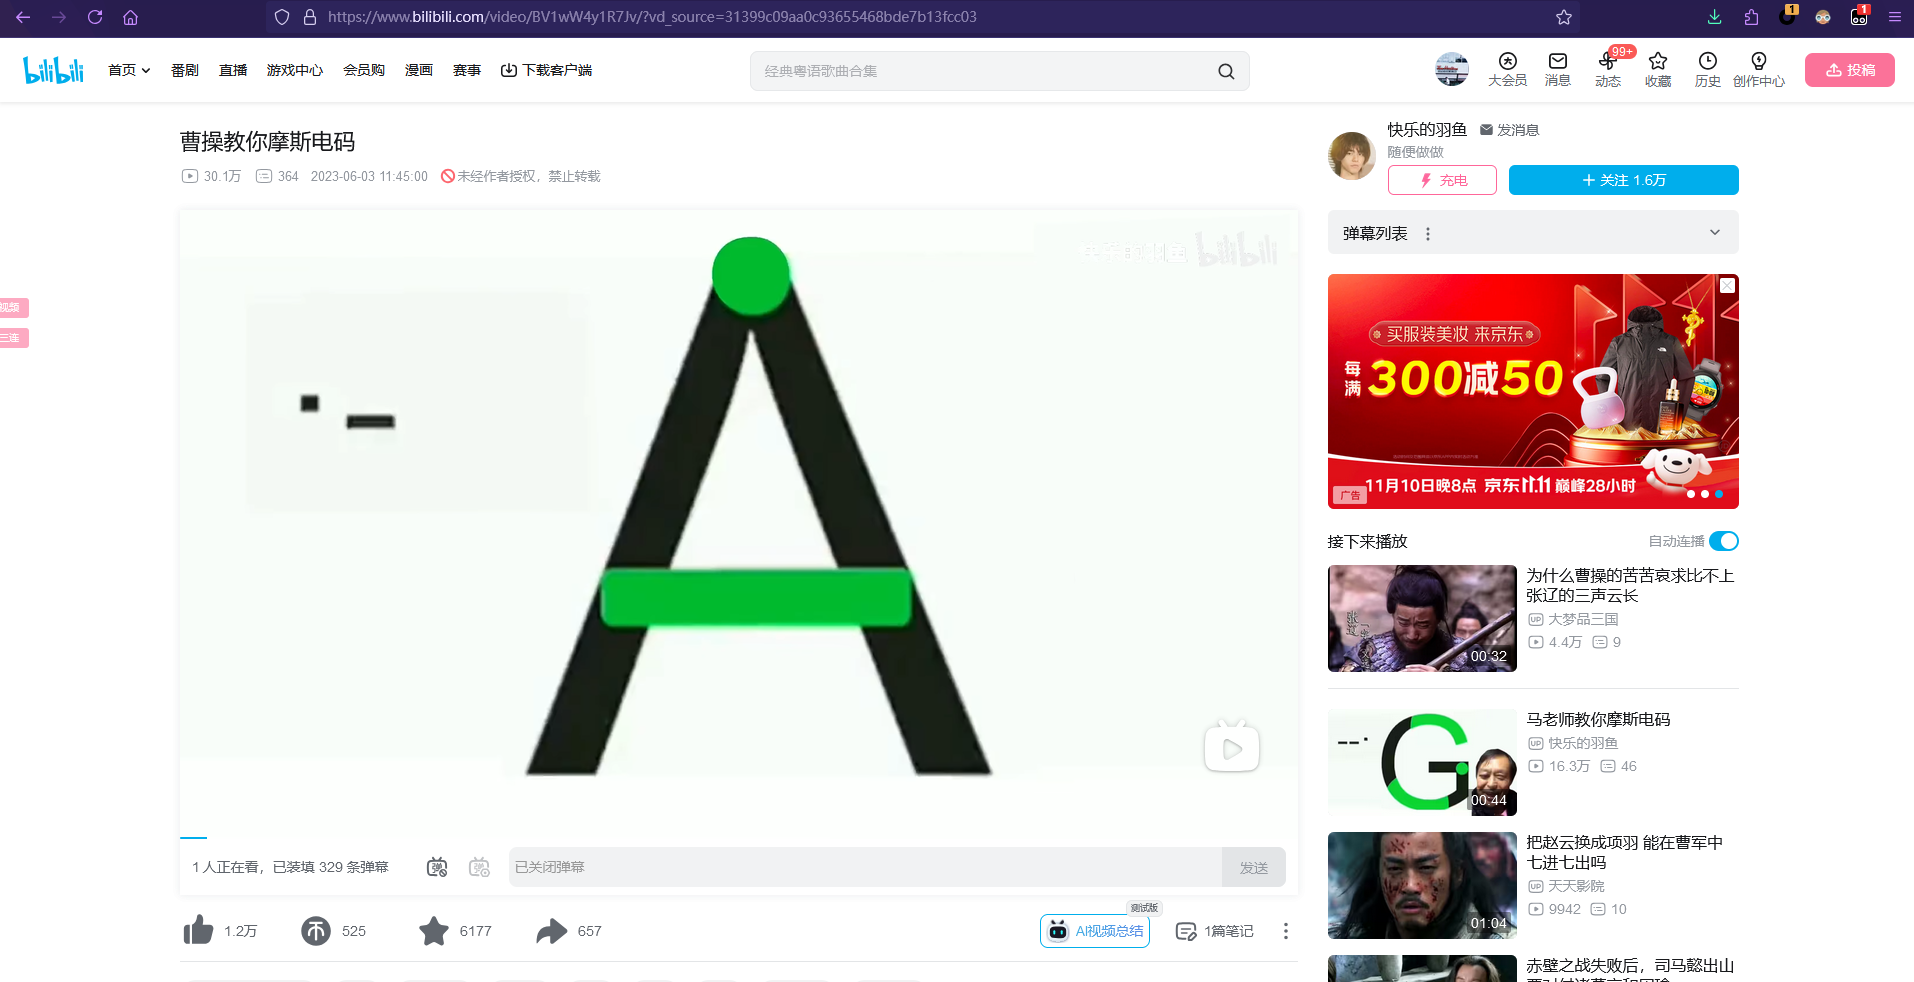 https://www.bilibili.com/video/BV1wW4y1R7Jv/?vd_source=31399c09aa0c93655468bde7b13fcc03
1
1
bilibili
首页
番剧
直播
游戏中心
会员购
漫画
赛事
下载客户端
经典粤语歌曲合集
大会员
消息
99+
动态
收藏
历史
创作中心
投稿
曹操教你摩斯电码
30.1万 364 2023-06-03 11:45:00 未经作者授权，禁止转载
快乐的羽鱼 发消息
随便做做
充电
+ 关注 1.6万
弹幕列表
视频
三连
bilibili
A
买服装美妆 来京东
每满300减50
11月10日晚8点 京东11.11 巅峰28小时
广告
接下来播放 自动连播
00:32
为什么曹操的苦苦哀求比不上
张辽的三声云长
UP 大梦品三国
4.4万 9
G
00:44
马老师教你摩斯电码
UP 快乐的羽鱼
16.3万 46
01:04
把赵云换成项羽 能在曹军中
七进七出吗
UP 天天影院
9942 10
赤壁之战失败后，司马懿出山
1 人正在看，已装填 329 条弹幕
弹
弹
已关闭弹幕
发送
1.2万
525
6177
657
测试版
AI视频总结
1篇笔记